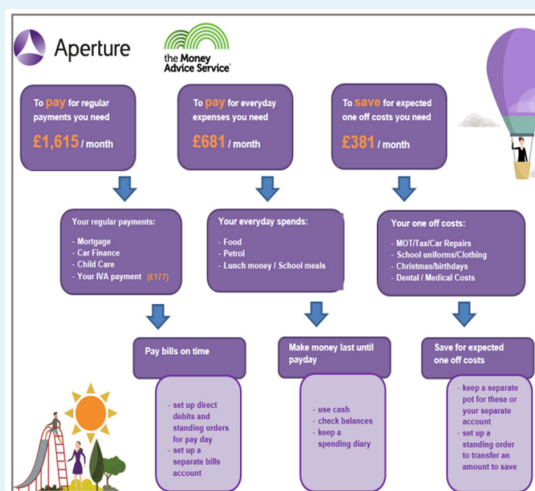 Aperture
the Money
Advice Service
To pay for regular
payments you need
£1,615 / month
To pay for everyday
expenses you need
£681 / month
To save for expected
one off costs you need
£381 / month
Your regular payments:
- Mortgage
- Car Finance
- Child Care
- Your IVA payment (£177)
Your everyday spends:
- Food
- Petrol
- Lunch money / School meals
Your one off costs:
- MOT/Tax/Car Repairs
- School uniforms/Clothing
- Christmas/birthdays
- Dental / Medical Costs
Pay bills on time
Make money last until
payday
Save for expected
one off costs
- set up direct
debits and
standing orders
for pay day
- set up a
separate bills
account
- use cash
- check balances
- keep a
spending diary
- keep a separate
pot for these or
your separate
account
- set up a
standing order
to transfer an
amount to save